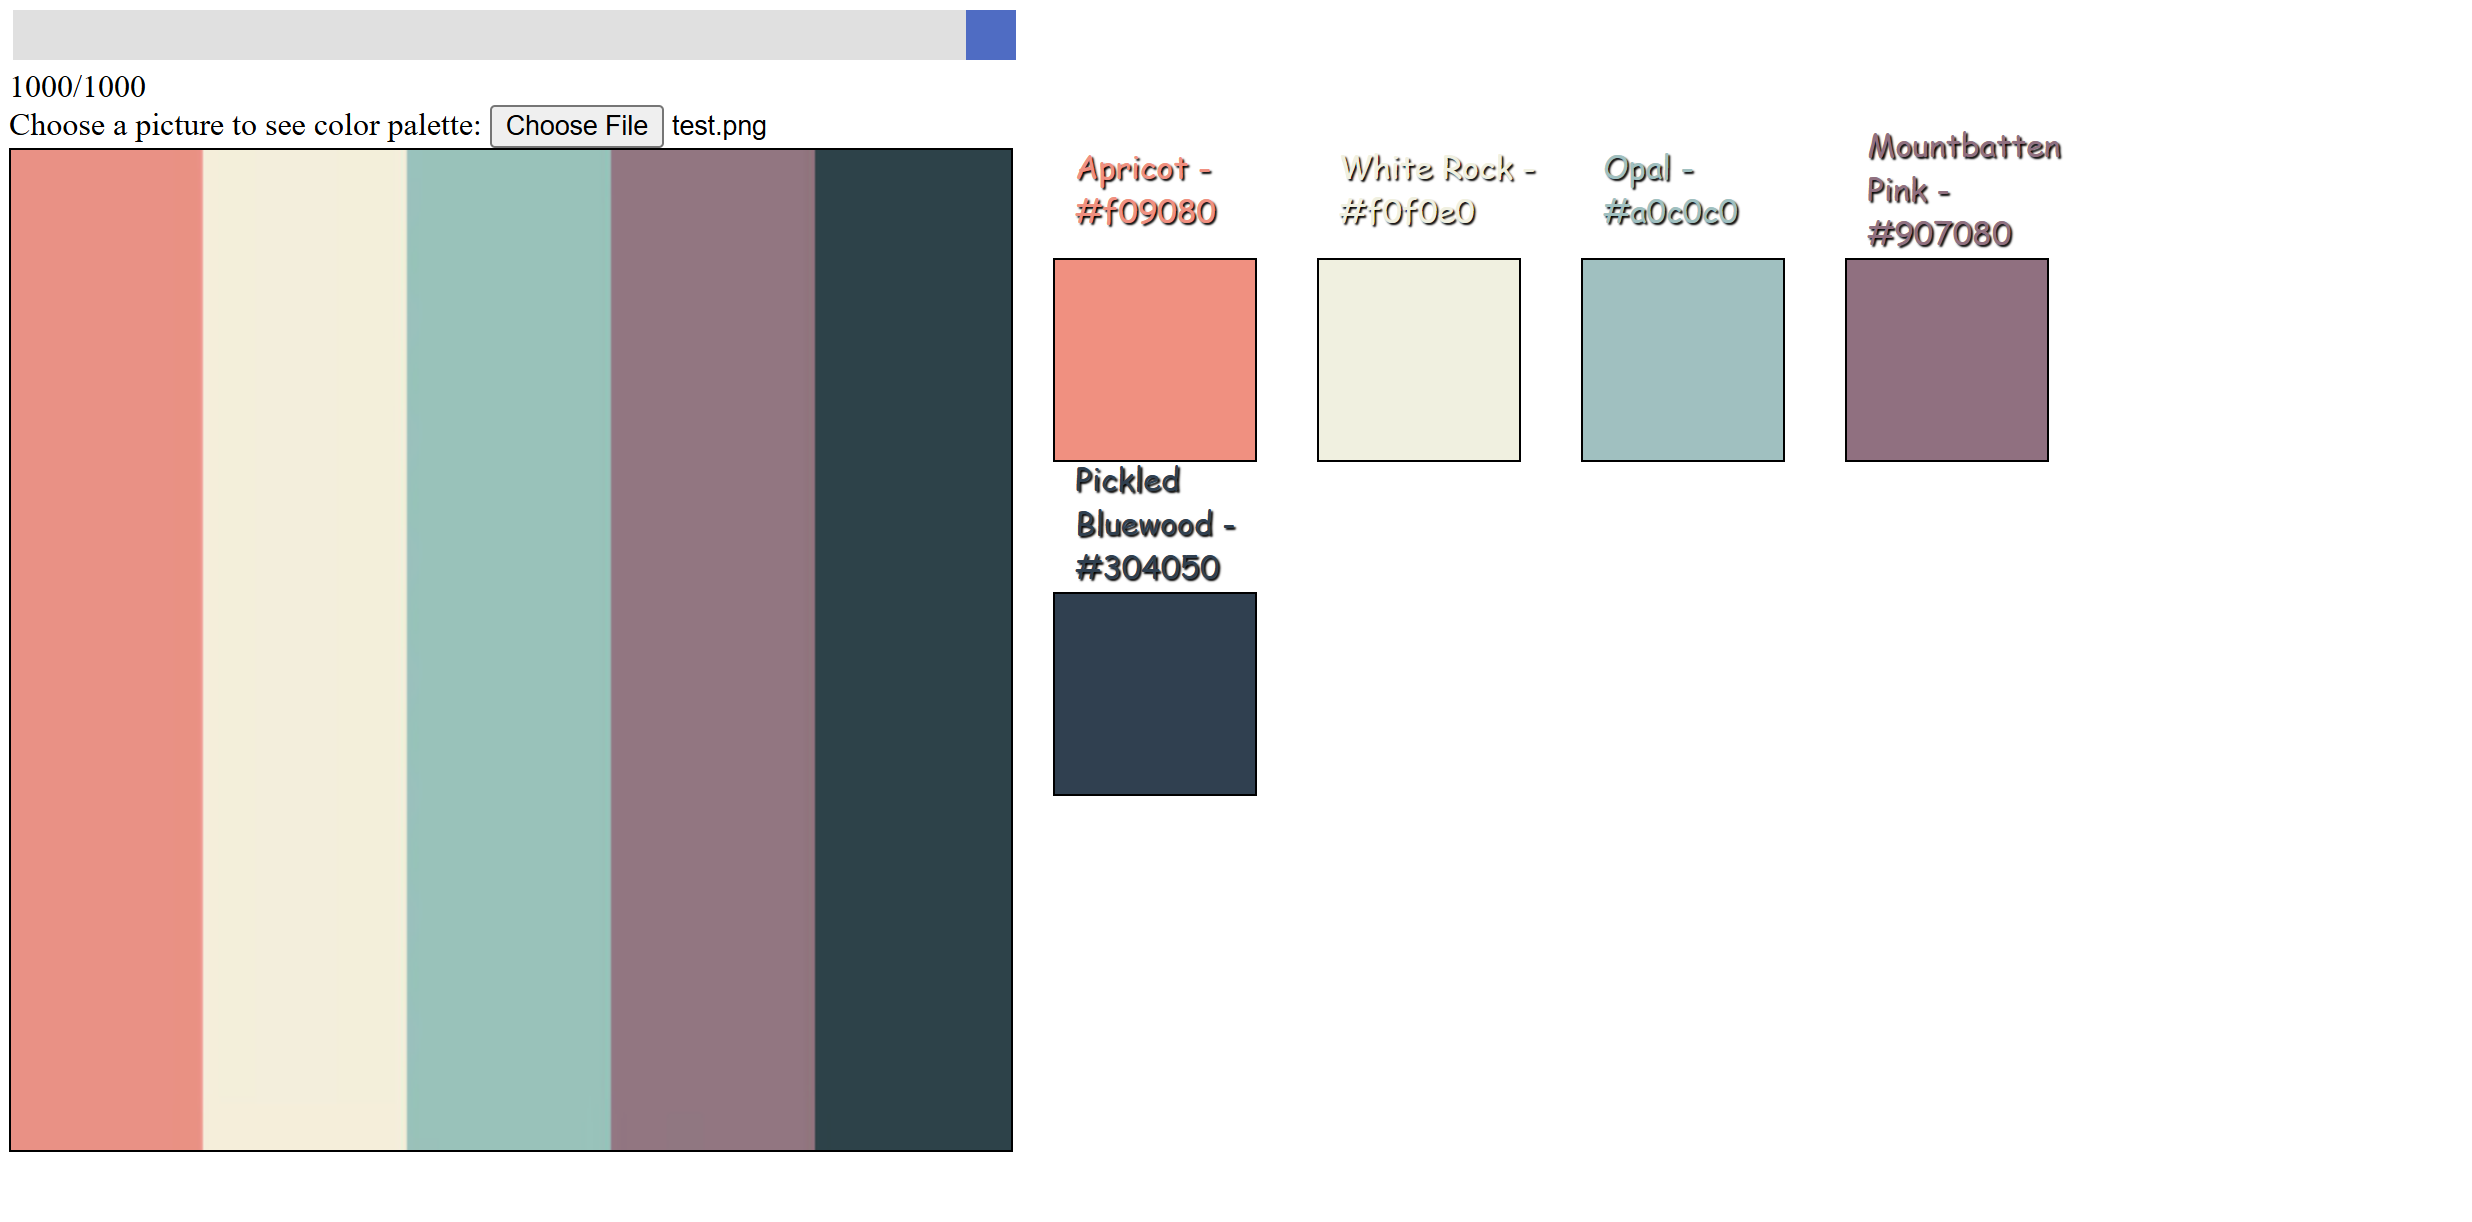 1000/1000
Choose a picture to see color palette: Choose File test.png
Apricot -
#f09080
White Rock -
#f0f0e0
Opal -
#a0c0c0
Mountbatten
Pink -
#907080
Pickled
Bluewood -
#304050